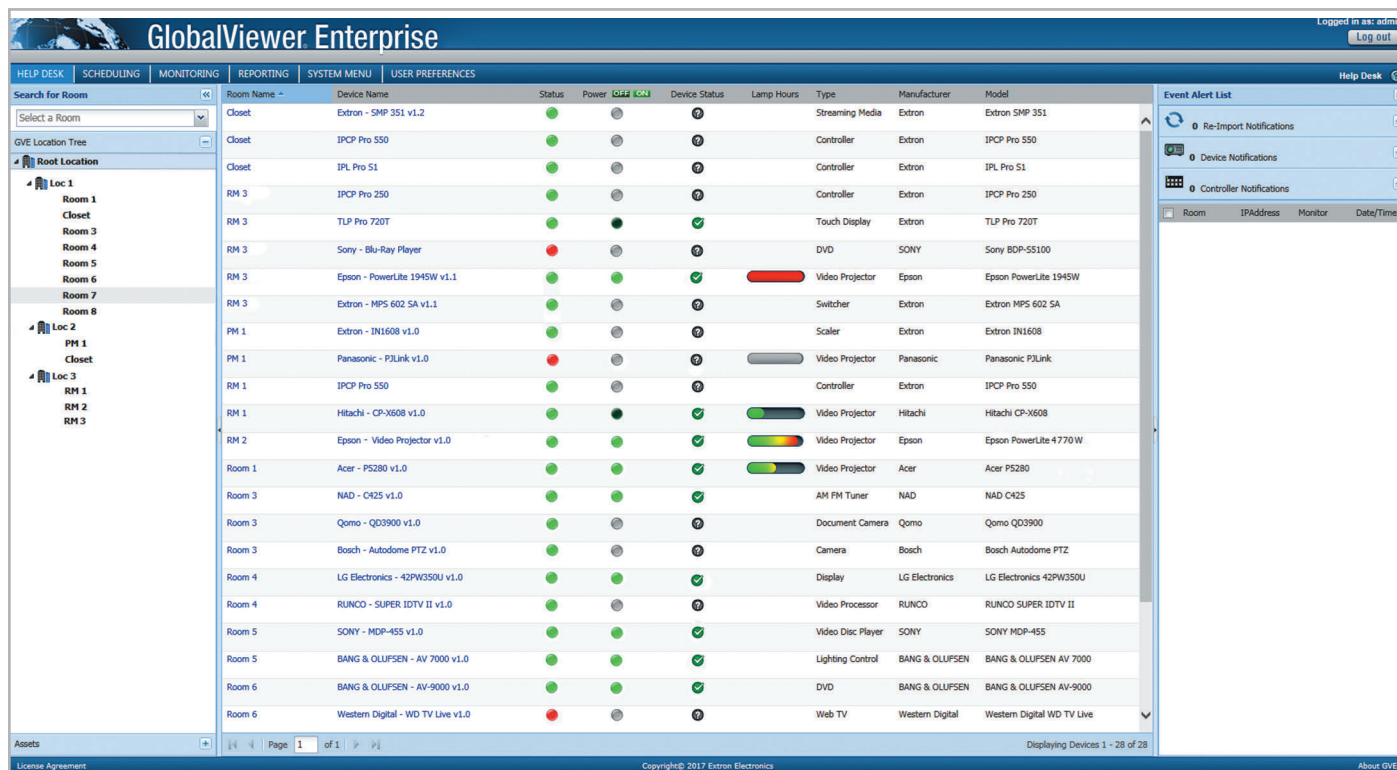 Logged in as: admi
GlobalViewer Enterprise
Log out
HELP DESK SCHEDULING MONITORING REPORTING SYSTEM MENU USER PREFERENCES Help Desk
Search for Room
Select a Room
GVE Location Tree
Root Location
Loc 1
Room 1
Closet
Room 3
Room 4
Room 5
Room 6
Room 7
Room 8
Loc 2
PM 1
Closet
Loc 3
RM 1
RM 2
RM 3
Assets
Room Name Device Name Status Power OFF ON Device Status Lamp Hours Type Manufacturer Model
Closet Extron - SMP 351 v1.2 Streaming Media Extron Extron SMP 351
Closet IPCP Pro 550 Controller Extron IPCP Pro 550
Closet IPL Pro S1 Controller Extron IPL Pro S1
RM 3 IPCP Pro 250 Controller Extron IPCP Pro 250
RM 3 TLP Pro 720T Touch Display Extron TLP Pro 720T
RM 3 Sony - Blu-Ray Player DVD SONY Sony BDP-S5100
RM 3 Epson - PowerLite 1945W v1.1 Video Projector Epson Epson PowerLite 1945W
RM 3 Extron - MPS 602 SA v1.1 Switcher Extron Extron MPS 602 SA
PM 1 Extron - IN1608 v1.0 Scaler Extron Extron IN1608
PM 1 Panasonic - PJLink v1.0 Video Projector Panasonic Panasonic PJLink
RM 1 IPCP Pro 550 Controller Extron IPCP Pro 550
RM 1 Hitachi - CP-X608 v1.0 Video Projector Hitachi Hitachi CP-X608
RM 2 Epson - Video Projector v1.0 Video Projector Epson Epson PowerLite 4770 W
Room 1 Acer - P5280 v1.0 Video Projector Acer Acer P5280
Room 3 NAD - C425 v1.0 AM FM Tuner NAD NAD C425
Room 3 Qomo - QD3900 v1.0 Document Camera Qomo Qomo QD3900
Room 3 Bosch - Autodome PTZ v1.0 Camera Bosch Bosch Autodome PTZ
Room 4 LG Electronics - 42PW350U v1.0 Display LG Electronics LG Electronics 42PW350U
Room 4 RUNCO - SUPER IDTV II v1.0 Video Processor RUNCO RUNCO SUPER IDTV II
Room 5 SONY - MDP-455 v1.0 Video Disc Player SONY SONY MDP-455
Room 5 BANG & OLUFSEN - AV 7000 v1.0 Lighting Control BANG & OLUFSEN BANG & OLUFSEN AV 7000
Room 6 BANG & OLUFSEN - AV-9000 v1.0 DVD BANG & OLUFSEN BANG & OLUFSEN AV-9000
Room 6 Western Digital - WD TV Live v1.0 Web TV Western Digital Western Digital WD TV Live
Page 1 of 1 Displaying Devices 1 - 28 of 28
Event Alert List
0 Re-Import Notifications
0 Device Notifications
0 Controller Notifications
Room IPAddress Monitor Date/Time
License Agreement Copyright© 2017 Extron Electronics About GVE